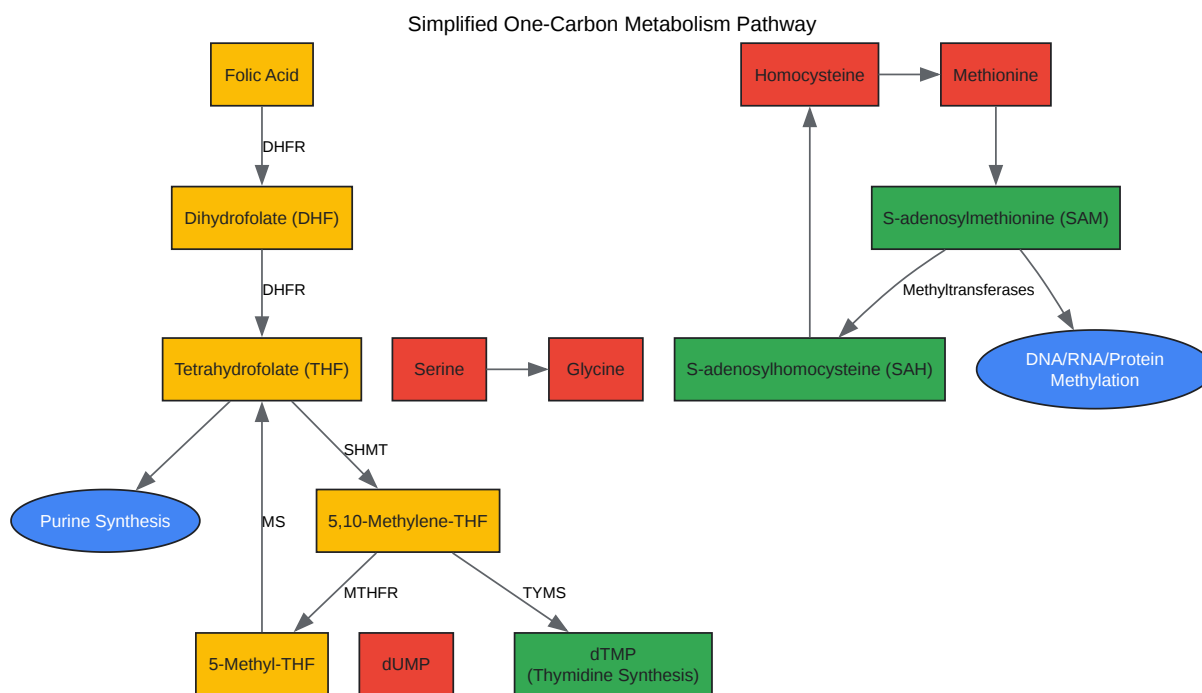 Simplified One-Carbon Metabolism Pathway
Folic Acid
Homocysteine
Methionine
DHFR
Dihydrofolate (DHF)
S-adenosylmethionine (SAM)
DHFR
Methyltransferases
Tetrahydrofolate (THF)
Serine
Glycine
S-adenosylhomocysteine (SAH)
DNA/RNA/Protein
Methylation
SHMT
Purine Synthesis
MS
5,10-Methylene-THF
MTHFR
TYMS
5-Methyl-THF
dUMP
dTMP
(Thymidine Synthesis)